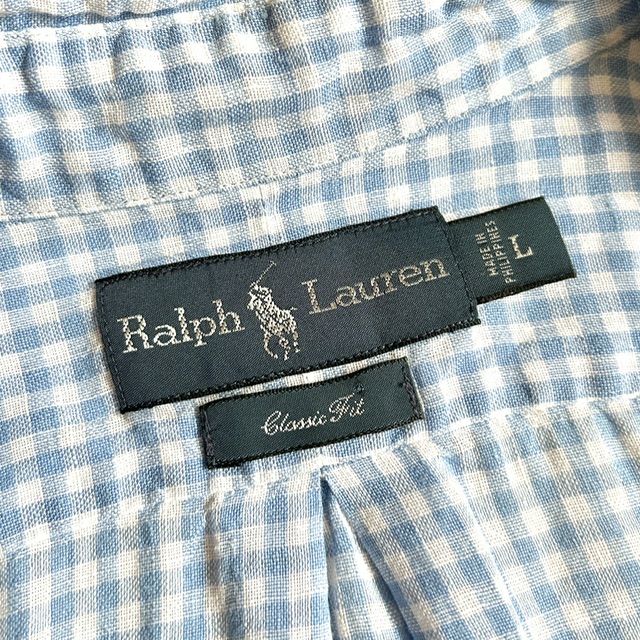 Ralph Lauren
MADE IN
PHILIPPINES
L
Classic Fit